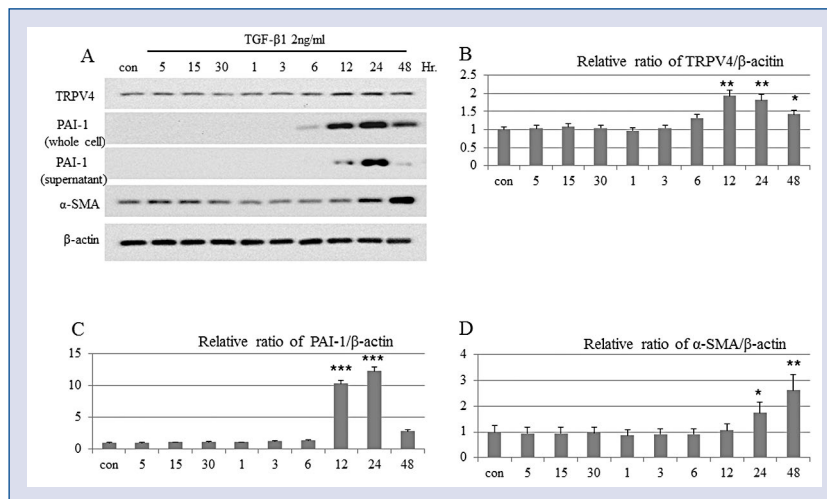 A
TGF-β1 2ng/ml
con 5 15 30 1 3 6 12 24 48 Hr.
TRPV4
PAI-1
(whole cell)
PAI-1
(supernatant)
α-SMA
β-actin
B
Relative ratio of TRPV4/β-acitin
2.5
2
1.5
1
0.5
0
** ** *
con 5 15 30 1 3 6 12 24 48
C
Relative ratio of PAI-1/β-actin
15
10
5
0
*** ***
con 5 15 30 1 3 6 12 24 48
D
Relative ratio of α-SMA/β-actin
4
3
2
1
0
* **
con 5 15 30 1 3 6 12 24 48